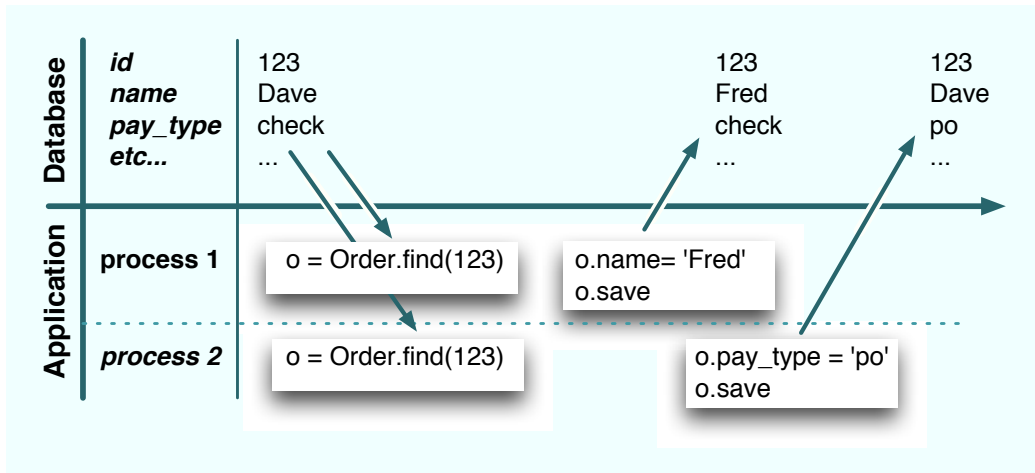 Database
id
name
pay_type
etc...
123
Dave
check
...
123
Fred
check
...
123
Dave
po
...
Application
process 1
o = Order.find(123)
o.name= 'Fred'
o.save
process 2
o = Order.find(123)
o.pay_type = 'po'
o.save